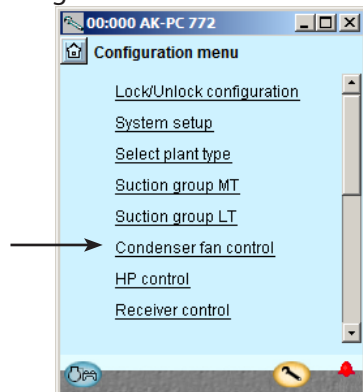 00:000 AK-PC 772
Configuration menu
Lock/Unlock configuration
System setup
Select plant type
Suction group MT
Suction group LT
Condenser fan control
HP control
Receiver control